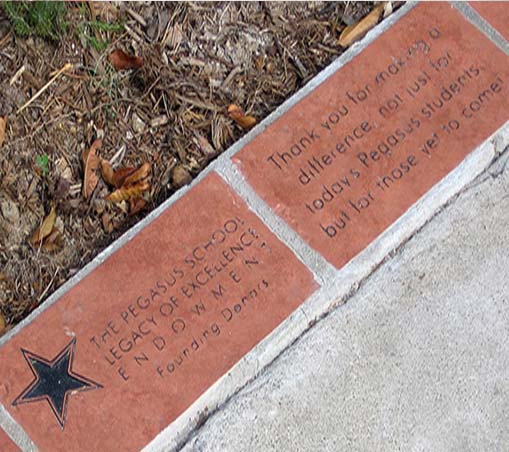 THE PEGASUS SCHOOL
LEGACY OF EXCELLENCE
ENDOWMENT
Founding Donors
Thank you for making a
difference, not just for
today's Pegasus students,
but for those yet to come!